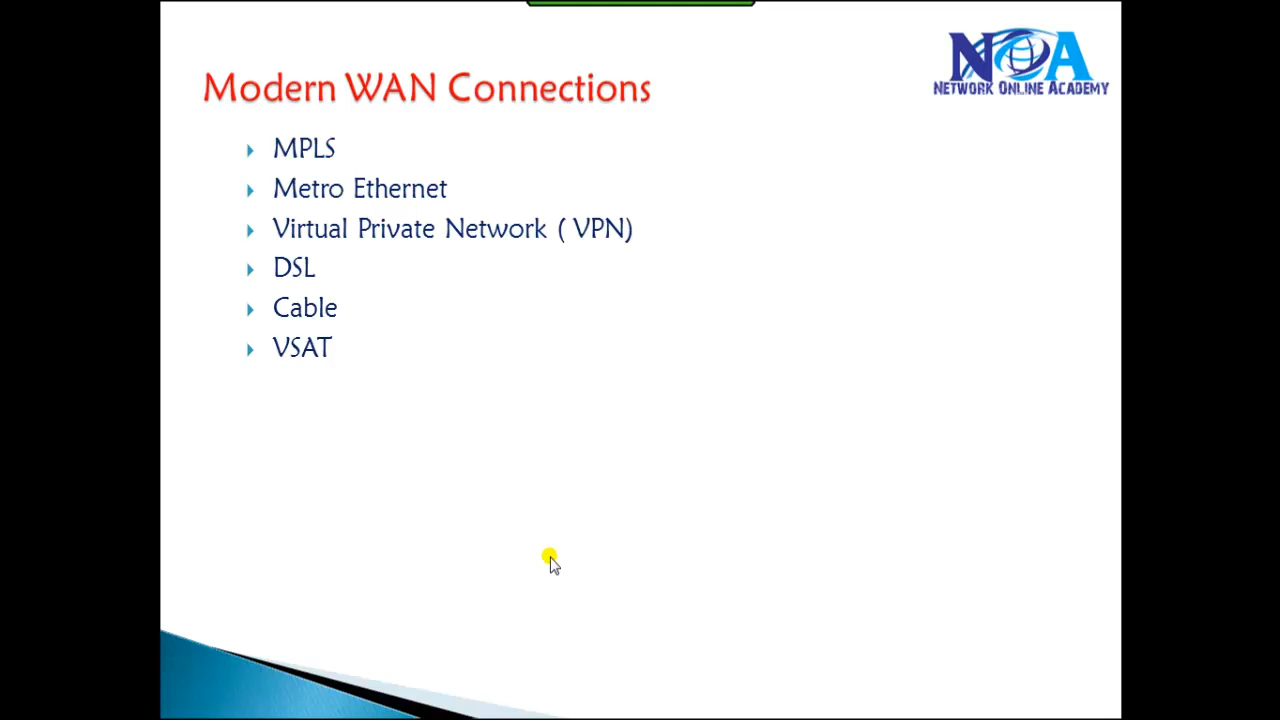 NOA
NETWORK ONLINE ACADEMY
Modern WAN Connections
MPLS
Metro Ethernet
Virtual Private Network ( VPN)
DSL
Cable
VSAT